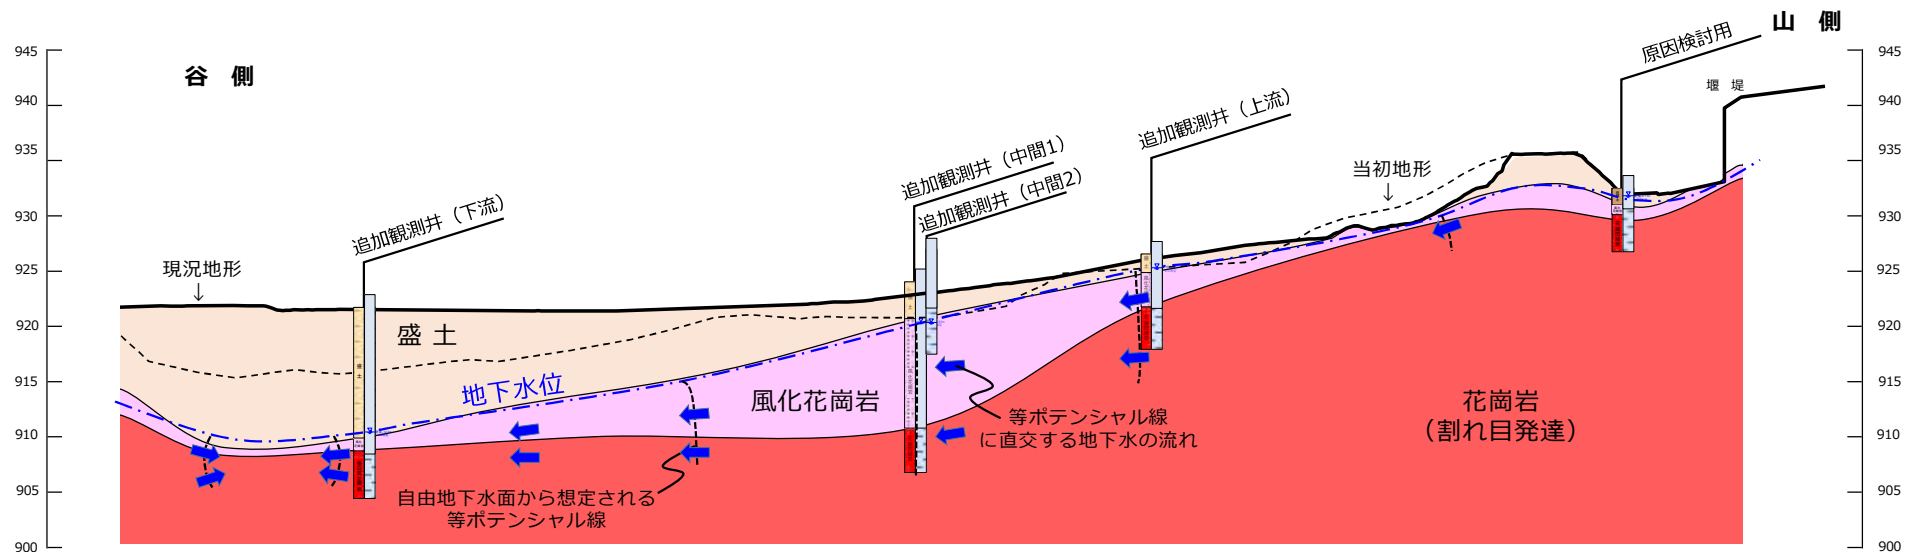 山 側
谷 側
原因検討用
堰 堤
追加観測井（上流）
追加観測井（中間1）
追加観測井（中間2）
追加観測井（下流）
当初地形
現況地形
盛 土
地下水位
風化花崗岩
花崗岩
（割れ目発達）
等ポテンシャル線
に直交する地下水の流れ
自由地下水面から想定される
等ポテンシャル線
945
940
935
930
925
920
915
910
905
900
945
940
935
930
925
920
915
910
905
900